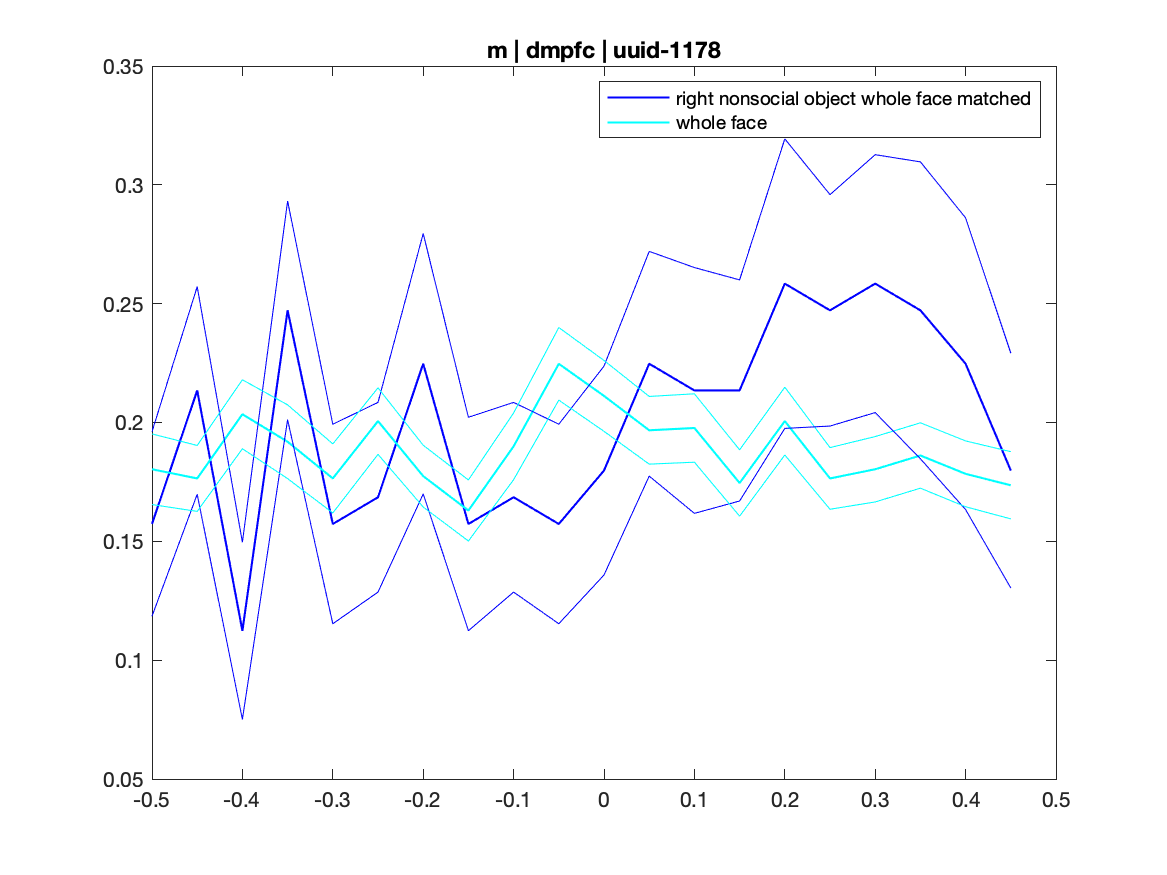 m | dmpfc | uuid-1178
right nonsocial object whole face matched
whole face
0.35
0.3
0.25
0.2
0.15
0.1
0.05
-0.5 -0.4 -0.3 -0.2 -0.1 0 0.1 0.2 0.3 0.4 0.5